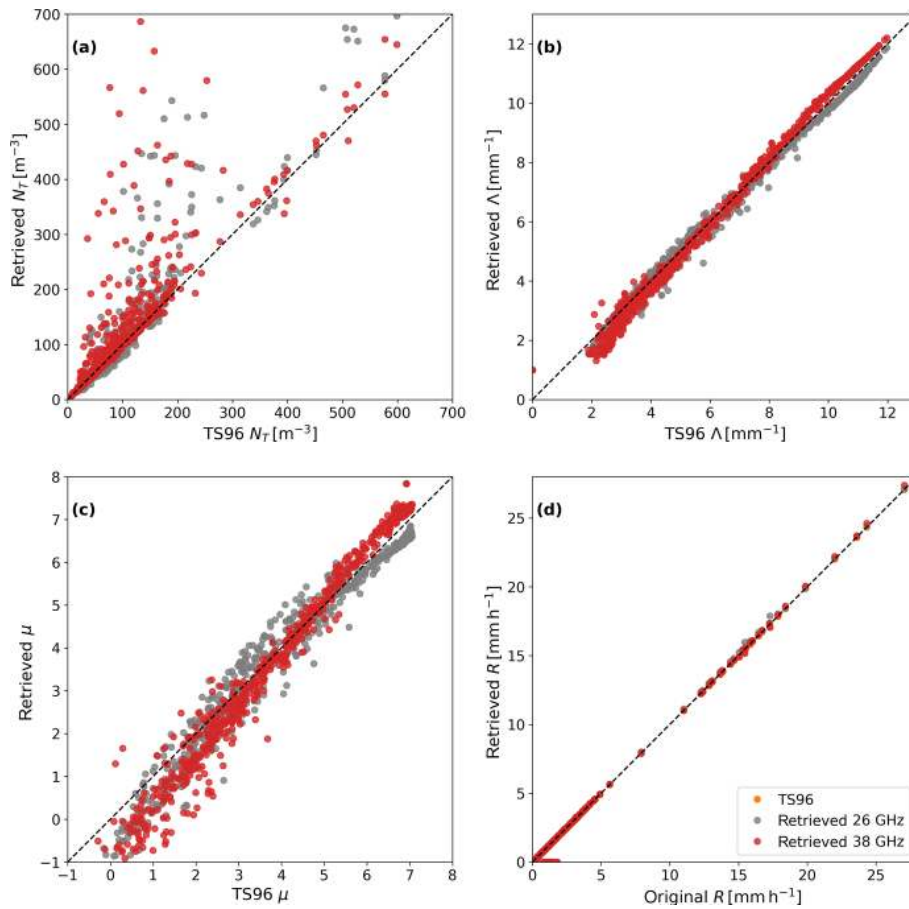 700
600
500
400
300
200
100
0
(a)
Retrieved N_T [m⁻³]
0 100 200 300 400 500 600 700
TS96 N_T [m⁻³]
12
10
8
6
4
2
0
(b)
Retrieved Λ [mm⁻¹]
0 2 4 6 8 10 12
TS96 Λ [mm⁻¹]
8
7
6
5
4
3
2
1
0
−1
(c)
Retrieved μ
−1 0 1 2 3 4 5 6 7 8
TS96 μ
25
20
15
10
5
0
(d)
Retrieved R [mm h⁻¹]
TS96
Retrieved 26 GHz
Retrieved 38 GHz
0 5 10 15 20 25
Original R [mm h⁻¹]